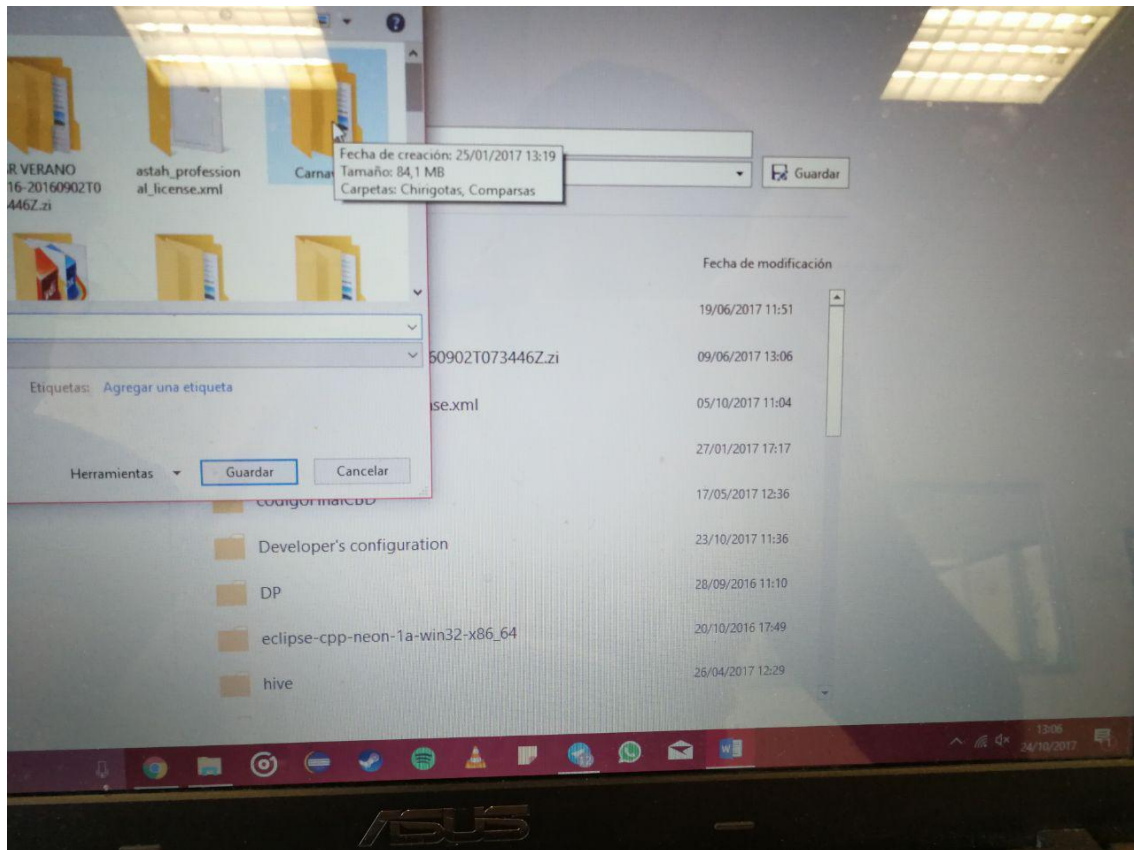 R VERANO
16-20160902T0
446Z.zi
astah_profession
al_license.xml
Carna
Fecha de creación: 25/01/2017 13:19
Tamaño: 84,1 MB
Carpetas: Chirigotas, Comparsas
Guardar
Fecha de modificación
19/06/2017 11:51
60902T073446Z.zi
09/06/2017 13:06
Etiquetas: Agregar una etiqueta
se.xml
05/10/2017 11:04
27/01/2017 17:17
Herramientas
Guardar
Cancelar
codigoFinalCBD
17/05/2017 12:36
Developer's configuration
23/10/2017 11:36
DP
28/09/2016 11:10
eclipse-cpp-neon-1a-win32-x86_64
20/10/2016 17:49
hive
26/04/2017 12:29
13:06
24/10/2017
ASUS